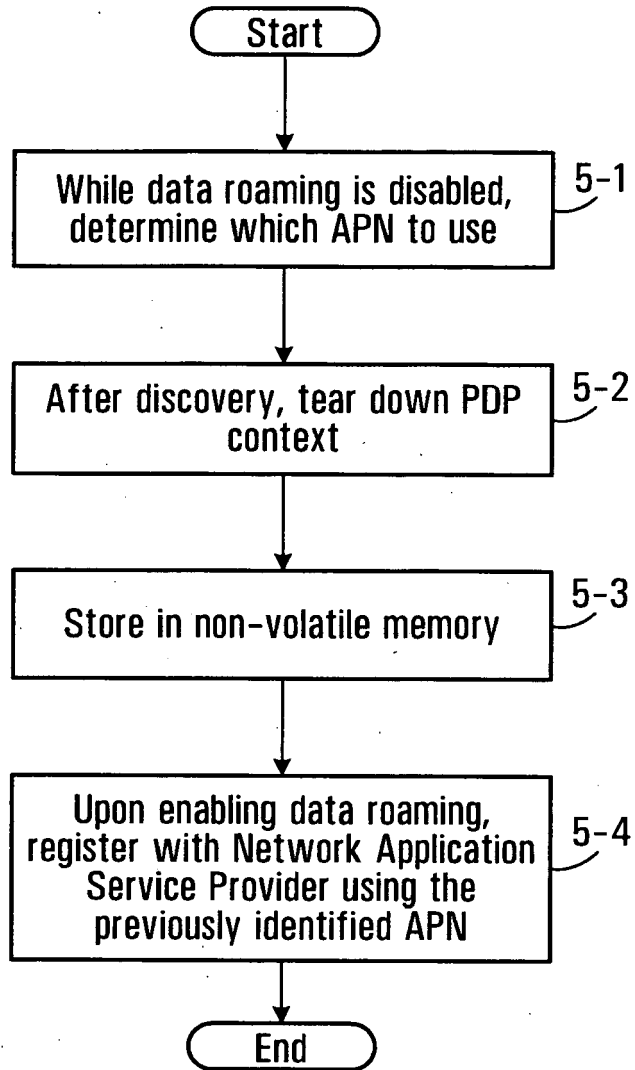 Start
While data roaming is disabled,
determine which APN to use
5-1
After discovery, tear down PDP
context
5-2
Store in non-volatile memory
5-3
Upon enabling data roaming,
register with Network Application
Service Provider using the
previously identified APN
5-4
End